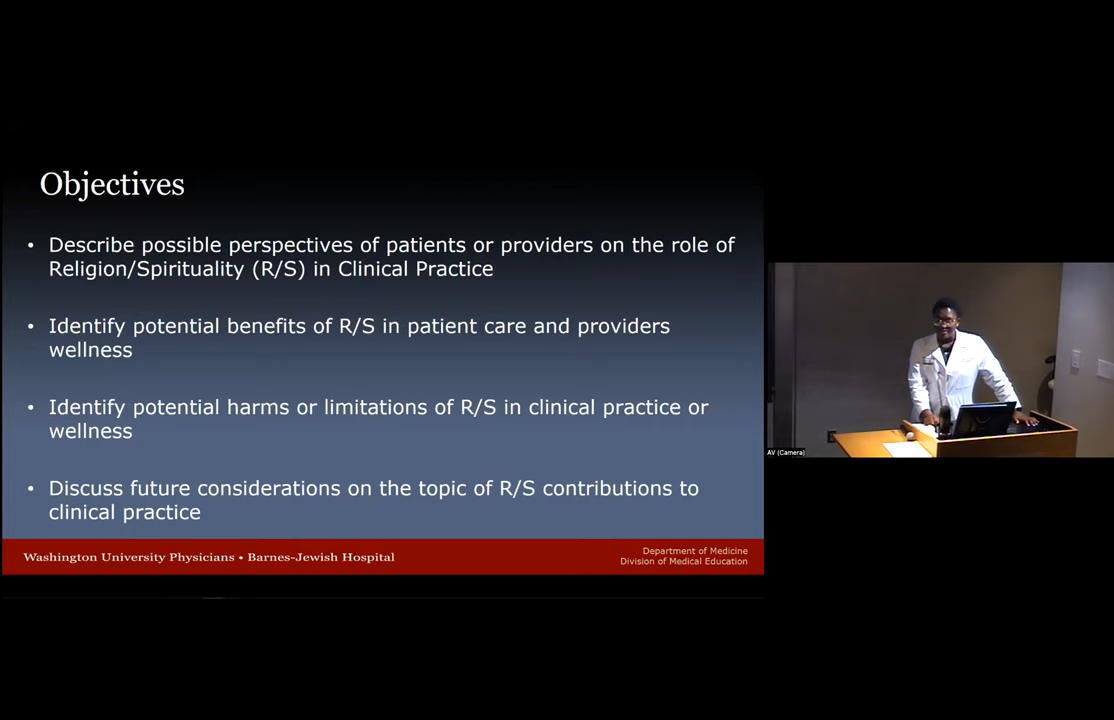 Objectives
• Describe possible perspectives of patients or providers on the role of
Religion/Spirituality (R/S) in Clinical Practice
• Identify potential benefits of R/S in patient care and providers
wellness
• Identify potential harms or limitations of R/S in clinical practice or
wellness
• Discuss future considerations on the topic of R/S contributions to
clinical practice
Washington University Physicians • Barnes-Jewish Hospital
Department of Medicine
Division of Medical Education
AV (Camera)